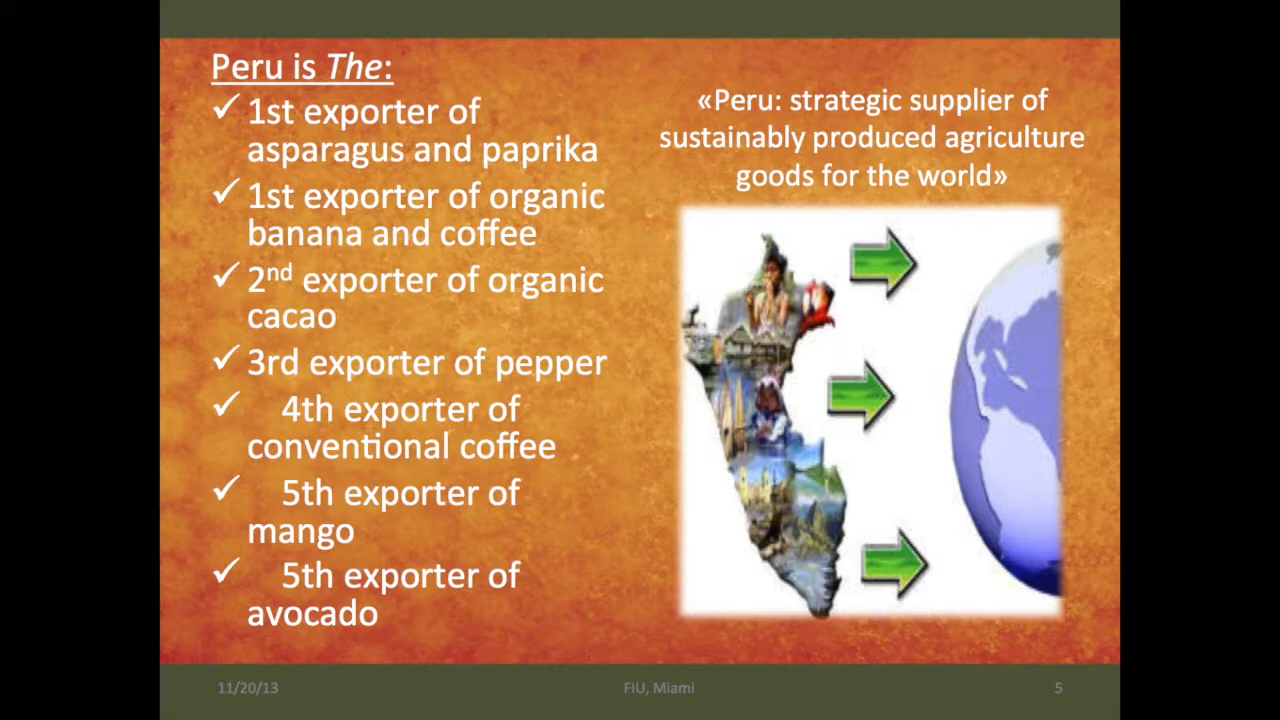 Peru is The:
✓ 1st exporter of
asparagus and paprika
✓ 1st exporter of organic
banana and coffee
✓ 2nd exporter of organic
cacao
✓ 3rd exporter of pepper
✓ 4th exporter of
conventional coffee
✓ 5th exporter of
mango
✓ 5th exporter of
avocado
«Peru: strategic supplier of
sustainably produced agriculture
goods for the world»
11/20/13
FIU, Miami
5